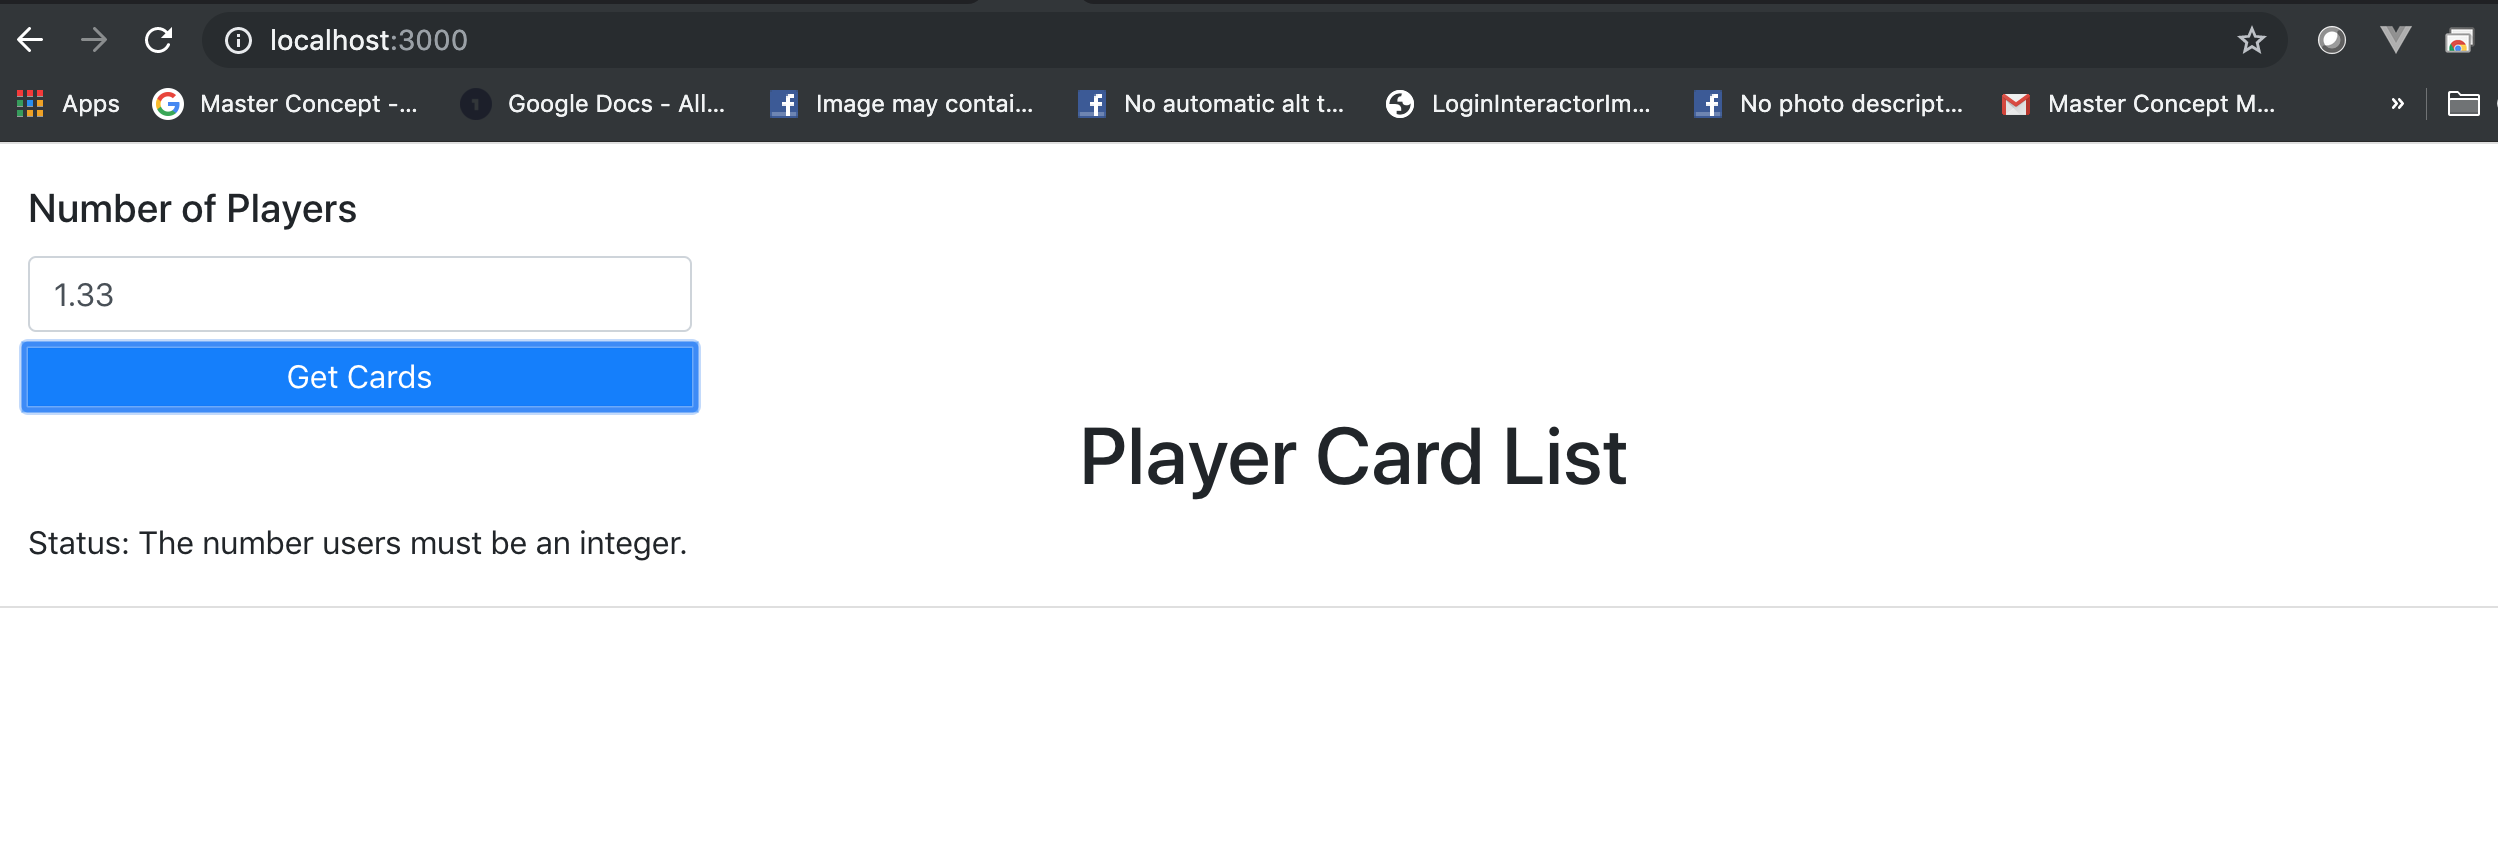 localhost:3000
Apps Master Concept -... Google Docs - All... Image may contai... No automatic alt t... LoginInteractorIm... No photo descript... Master Concept M... »
Number of Players
1.33
Get Cards
Player Card List
Status: The number users must be an integer.